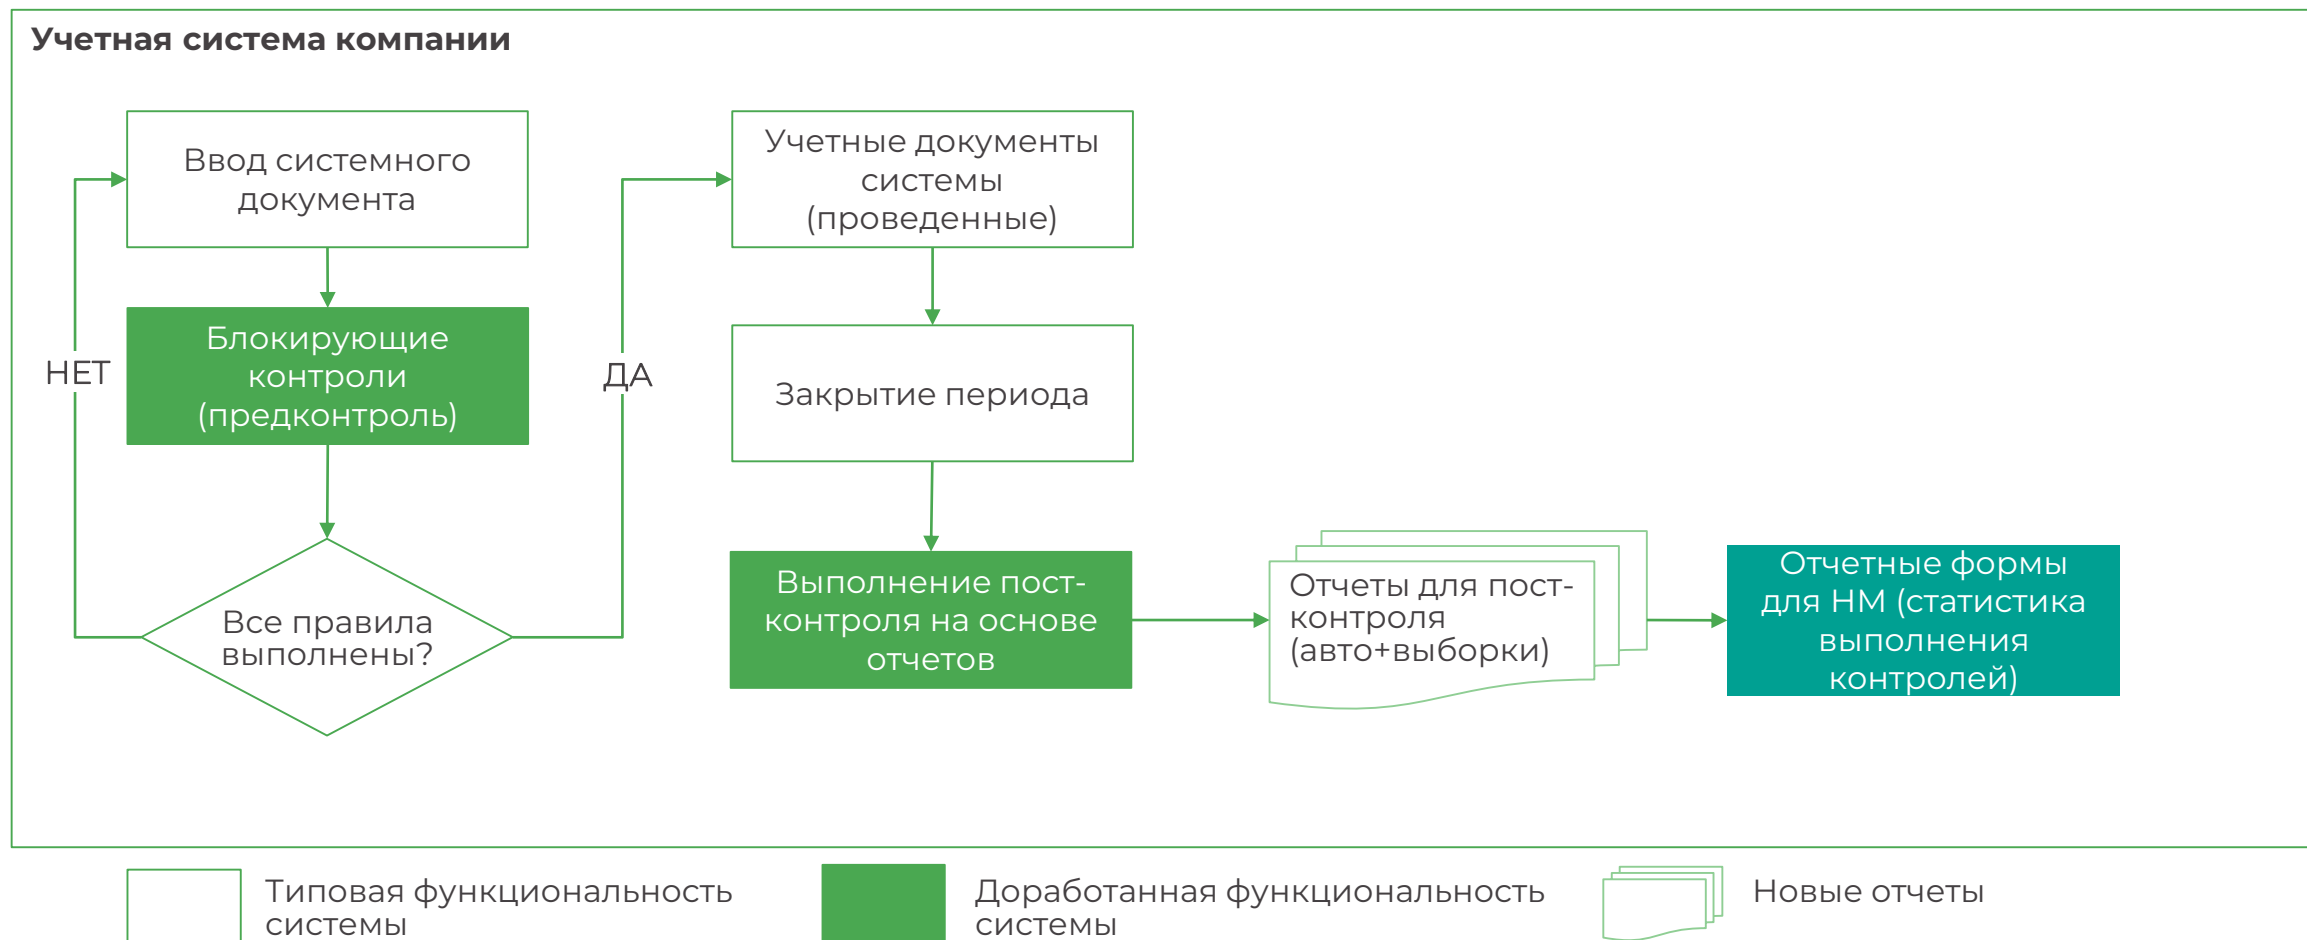 Учетная система компании
Ввод системного
документа
Блокирующие
контроли
(предконтроль)
НЕТ
Все правила
выполнены?
ДА
Учетные документы
системы
(проведенные)
Закрытие периода
Выполнение пост-
контроля на основе
отчетов
Отчеты для пост-
контроля
(авто+выборки)
Отчетные формы
для НМ (статистика
выполнения
контролей)
Типовая функциональность
системы
Доработанная функциональность
системы
Новые отчеты